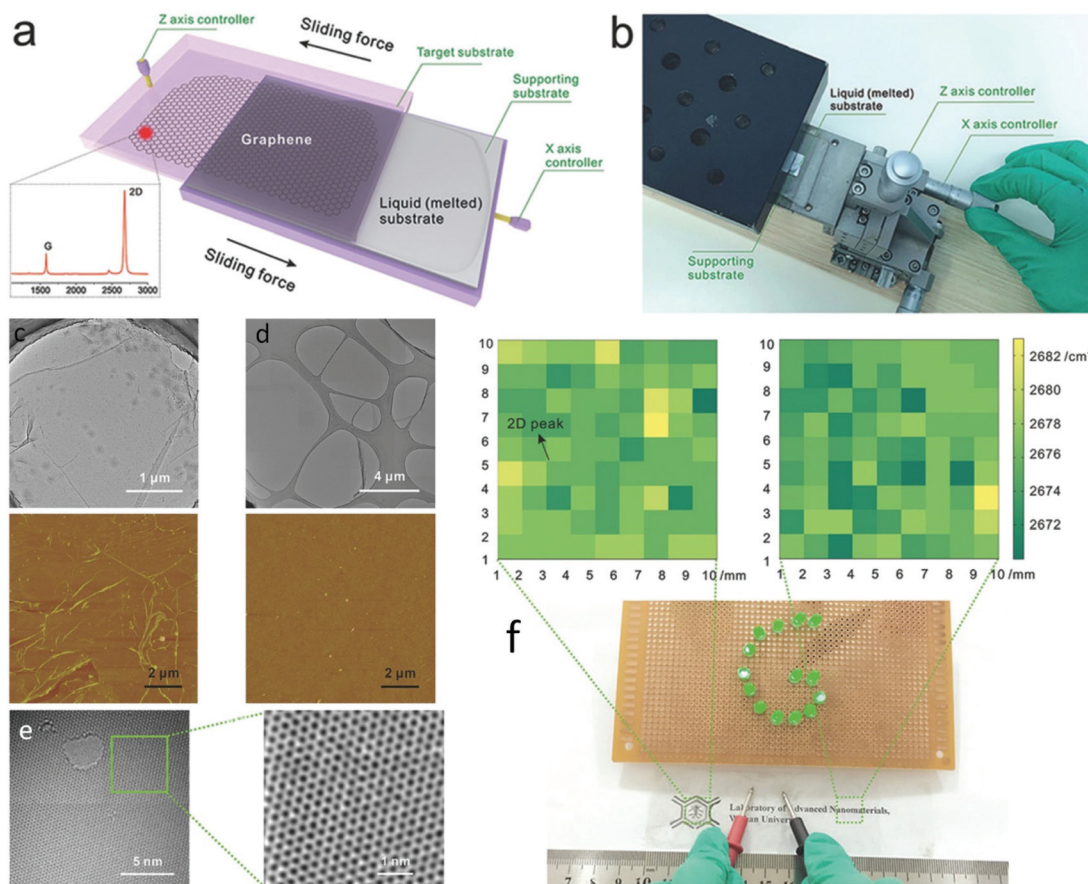 a
Z axis controller
Sliding force
Target substrate
Supporting
substrate
Graphene
X axis
controller
Liquid (melted)
substrate
Sliding force
2D
G
1500 2000 2500 3000
b
Liquid (melted)
substrate
Z axis controller
X axis controller
Supporting
substrate
c
1 μm
d
4 μm
2 μm
2 μm
e
5 nm
1 nm
10
9
8
7
6
5
4
3
2
1
2D peak
1 2 3 4 5 6 7 8 9 10 /mm
10
9
8
7
6
5
4
3
2
1
1 2 3 4 5 6 7 8 9 10 /mm
2682 /cm
2680
2678
2676
2674
2672
f
Laboratory of Advanced Nanomaterials,
7 8 9 10